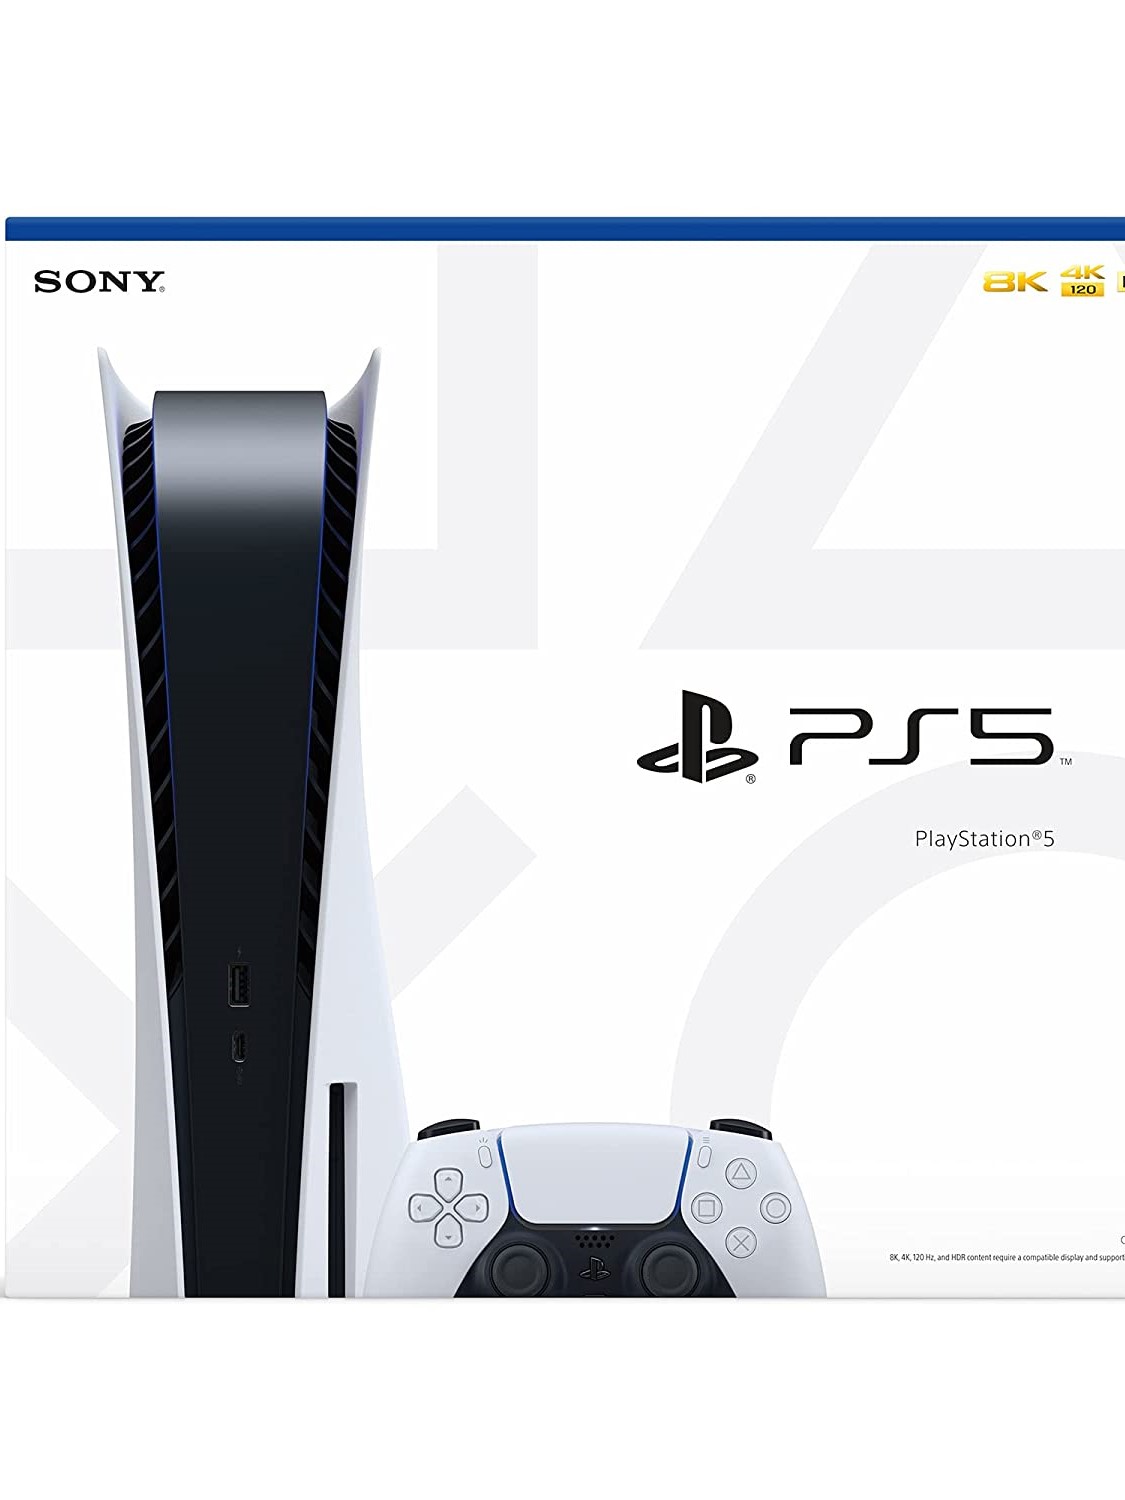 SONY®
8K 4K
120
PS5™
PlayStation®5
8K, 4K, 120 Hz, and HDR content require a compatible display and support